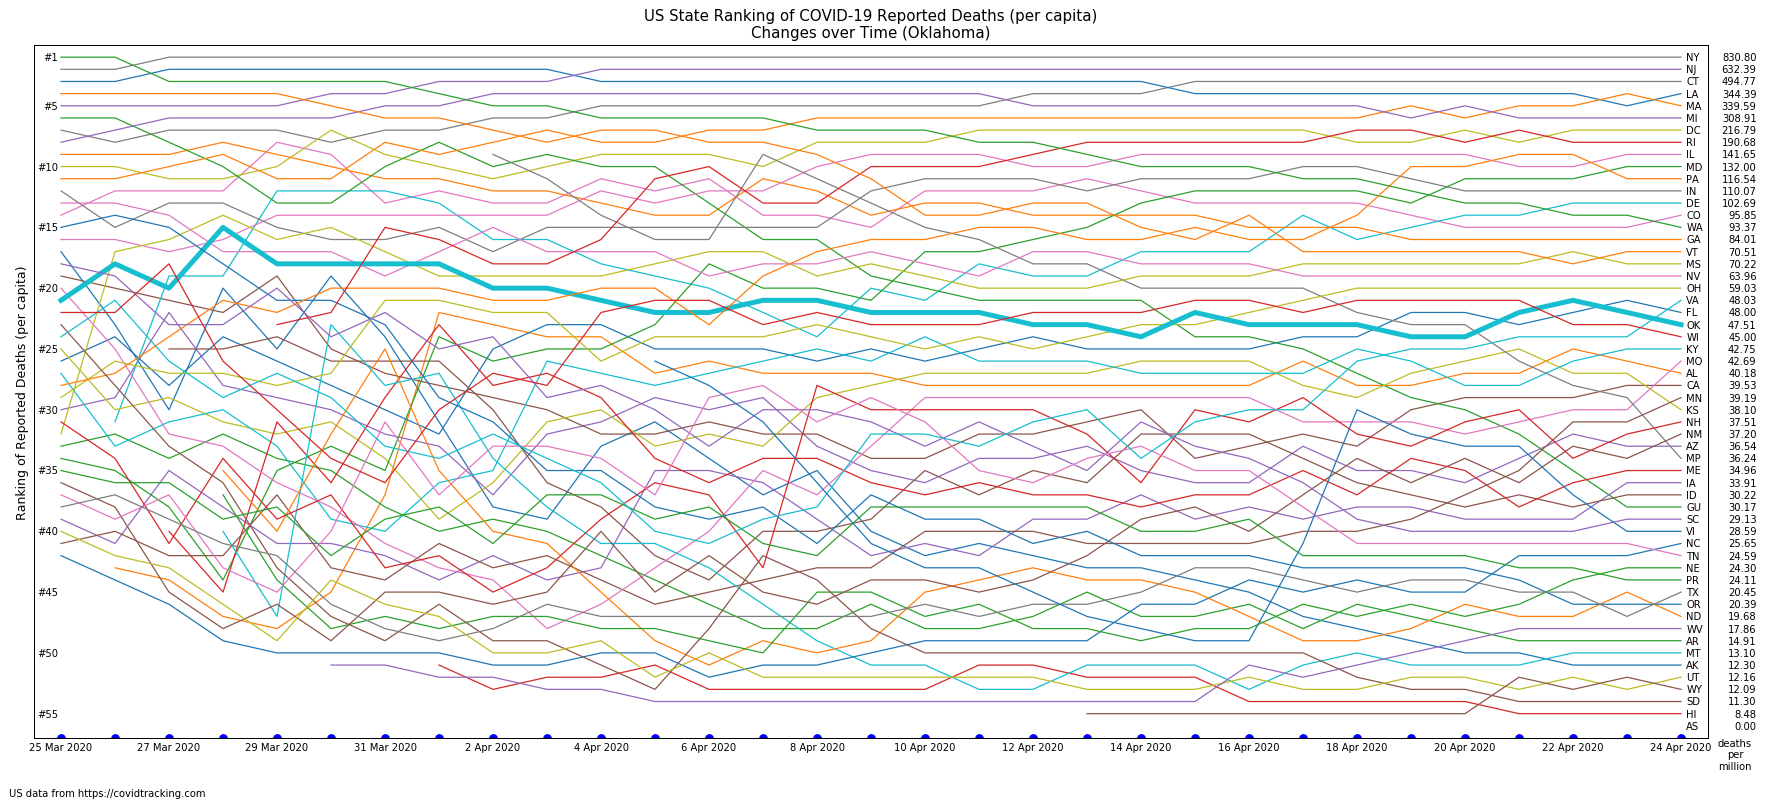 US State Ranking of COVID-19 Reported Deaths (per capita)
Changes over Time (Oklahoma)
Ranking of Reported Deaths (per capita)
#1
#5
#10
#15
#20
#25
#30
#35
#40
#45
#50
#55
NY 830.80
NJ 632.39
CT 494.77
LA 344.39
MA 339.59
MI 308.91
DC 216.79
RI 190.68
IL 141.65
MD 132.00
PA 116.54
IN 110.07
DE 102.69
CO 95.85
WA 93.37
GA 84.01
VT 70.51
MS 70.22
NV 63.96
OH 59.03
VA 48.03
FL 48.00
OK 47.51
WI 45.00
KY 42.75
MO 42.69
AL 40.18
CA 39.53
MN 39.19
KS 38.10
NH 37.51
NM 37.20
AZ 36.54
MP 36.24
ME 34.96
IA 33.91
ID 30.22
GU 30.17
SC 29.13
VI 28.59
NC 25.65
TN 24.59
NE 24.30
PR 24.11
TX 20.45
OR 20.39
ND 19.68
WV 17.86
AR 14.91
MT 13.10
AK 12.30
UT 12.16
WY 12.09
SD 11.30
HI 8.48
AS 0.00
25 Mar 2020 27 Mar 2020 29 Mar 2020 31 Mar 2020 2 Apr 2020 4 Apr 2020 6 Apr 2020 8 Apr 2020 10 Apr 2020 12 Apr 2020 14 Apr 2020 16 Apr 2020 18 Apr 2020 20 Apr 2020 22 Apr 2020 24 Apr 2020
deaths
per
million
US data from https://covidtracking.com